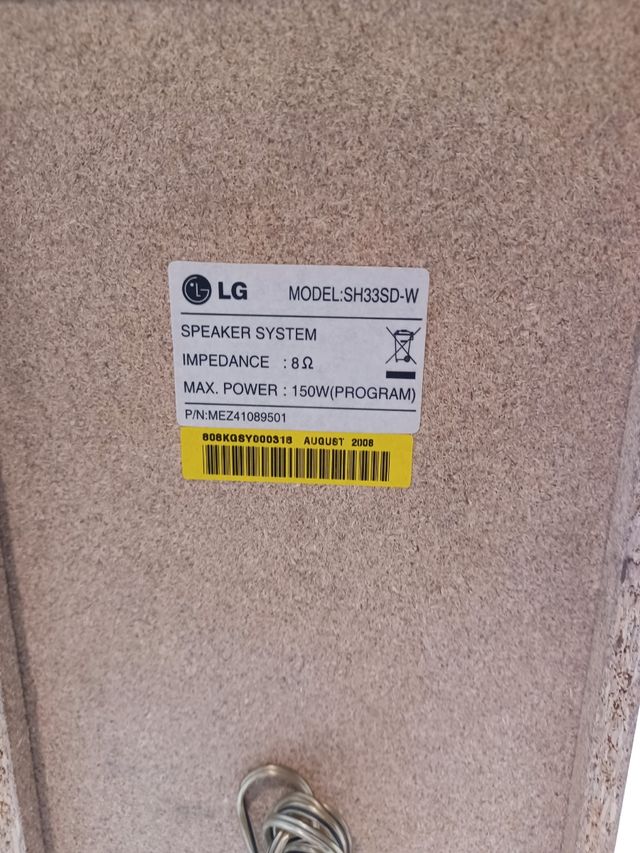 LG MODEL:SH33SD-W
SPEAKER SYSTEM
IMPEDANCE : 8Ω
MAX. POWER : 150W(PROGRAM)
P/N:MEZ41089501
808KGSY000318 AUGUST 2008